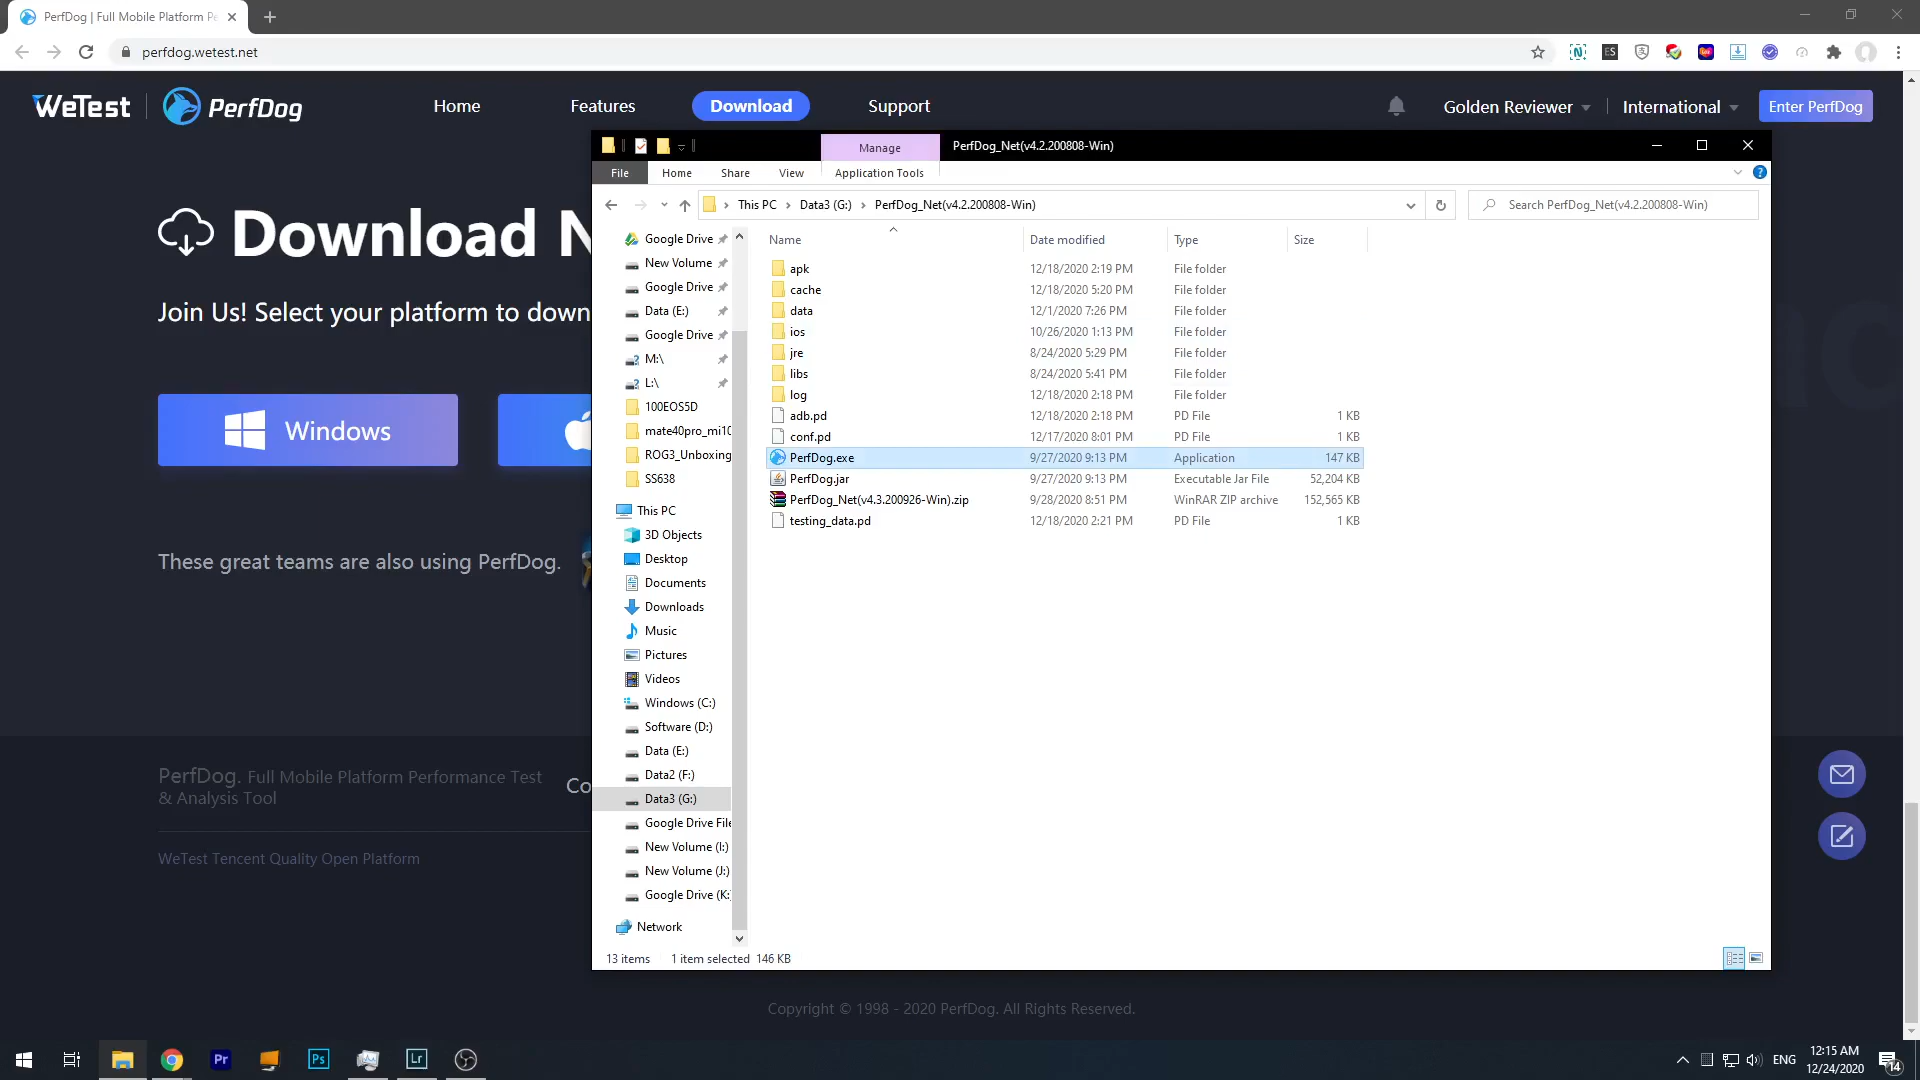 PerfDog | Full Mobile Platform Pe
perfdog.wetest.net
WeTest PerfDog Home Features Download Support Golden Reviewer International Enter PerfDog
PerfDog_Net(v4.2.200808-Win)
Manage
File Home Share View Application Tools
This PC Data3 (G:) PerfDog_Net(v4.2.200808-Win) Search PerfDog_Net(v4.2.200808-Win)
Download N
Join Us! Select your platform to down
Windows
These great teams are also using PerfDog.
Google Drive
New Volume
Google Drive
Data (E:)
Google Drive
M:\
L:\
100EOS5D
mate40pro_mi10
ROG3_Unboxing
SS638
This PC
3D Objects
Desktop
Documents
Downloads
Music
Pictures
Videos
Windows (C:)
Software (D:)
Data (E:)
Data2 (F:)
Data3 (G:)
Google Drive File
New Volume (I:)
New Volume (J:)
Google Drive (K:
Network
Name Date modified Type Size
apk 12/18/2020 2:19 PM File folder
cache 12/18/2020 5:20 PM File folder
data 12/1/2020 7:26 PM File folder
ios 10/26/2020 1:13 PM File folder
jre 8/24/2020 5:29 PM File folder
libs 8/24/2020 5:41 PM File folder
log 12/18/2020 2:18 PM File folder
adb.pd 12/18/2020 2:18 PM PD File 1 KB
conf.pd 12/17/2020 8:01 PM PD File 1 KB
PerfDog.exe 9/27/2020 9:13 PM Application 147 KB
PerfDog.jar 9/27/2020 9:13 PM Executable Jar File 52,204 KB
PerfDog_Net(v4.3.200926-Win).zip 9/28/2020 8:51 PM WinRAR ZIP archive 152,565 KB
testing_data.pd 12/18/2020 2:21 PM PD File 1 KB
13 items 1 item selected 146 KB
PerfDog. Full Mobile Platform Performance Test
& Analysis Tool
Co
WeTest Tencent Quality Open Platform
Copyright © 1998 - 2020 PerfDog. All Rights Reserved.
Pr Ps Lr
ENG
12:15 AM
12/24/2020
14